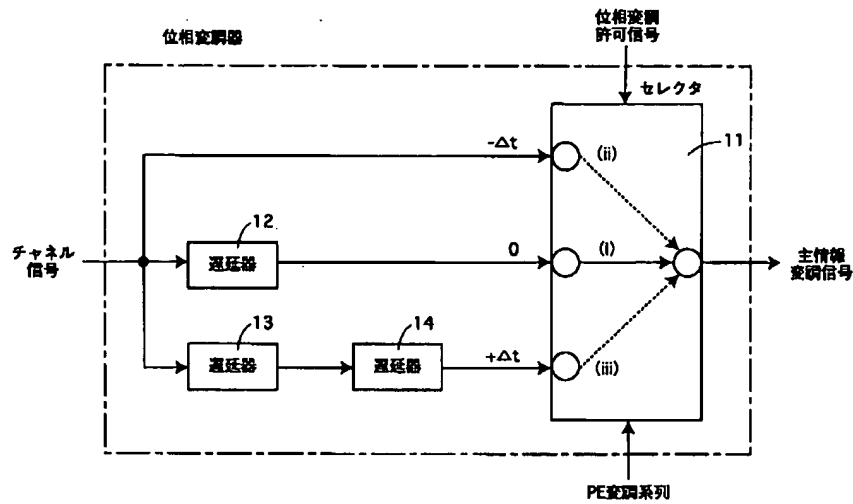 位相変調
許可信号
位相変調器
セレクタ
11
-Δt
(ii)
12
チャネル
信号
遅延器
0
(i)
主情報
変調信号
13
14
遅延器
遅延器
+Δt
(iii)
PE変調系列